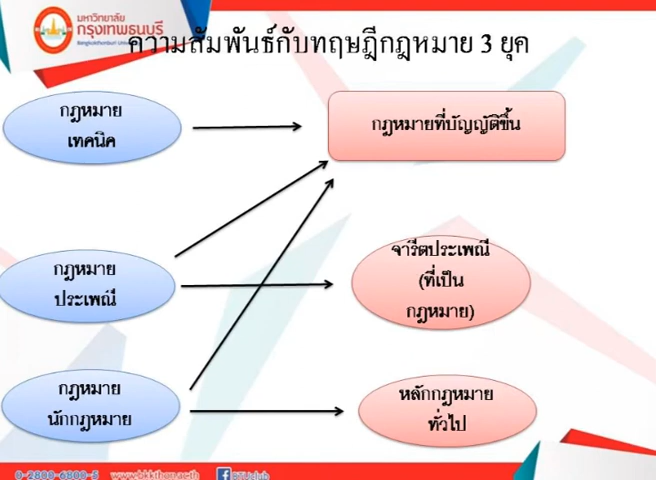 มหาวิทยาลัย
กรุงเทพธนบุรี
ความสัมพันธ์กับทฤษฎีกฎหมาย 3 ยุค
กฎหมาย
เทคนิค
กฎหมายที่บัญญัติขึ้น
กฎหมาย
ประเพณี
จารีตประเพณี
(ที่เป็น
กฎหมาย)
กฎหมาย
นักกฎหมาย
หลักกฎหมาย
ทั่วไป
0-2800-6800-5